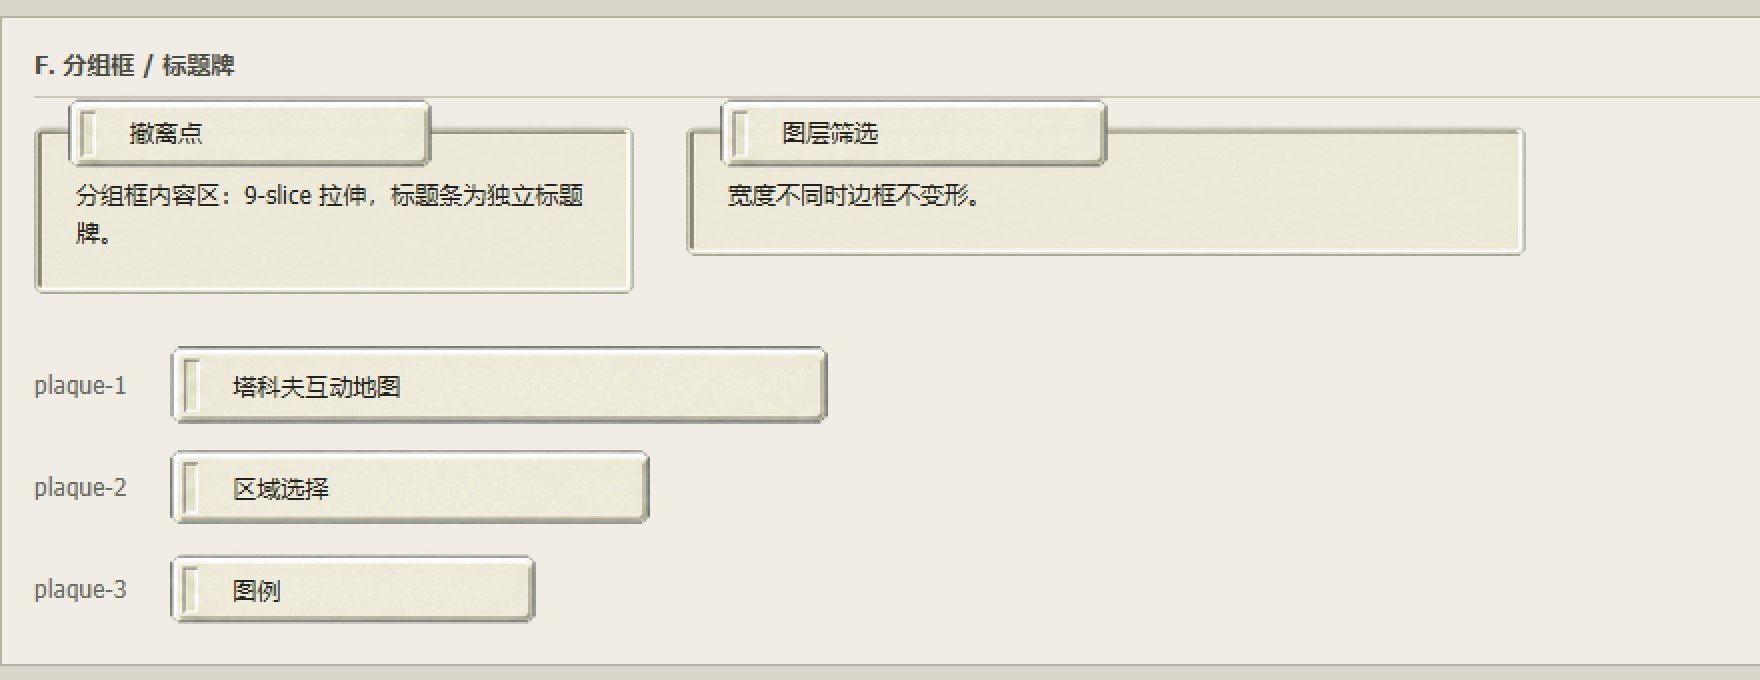 F. 分组框 / 标题牌
撤离点
分组框内容区：9-slice 拉伸，标题条为独立标题
牌。
图层筛选
宽度不同时边框不变形。
plaque-1
塔科夫互动地图
plaque-2
区域选择
plaque-3
图例